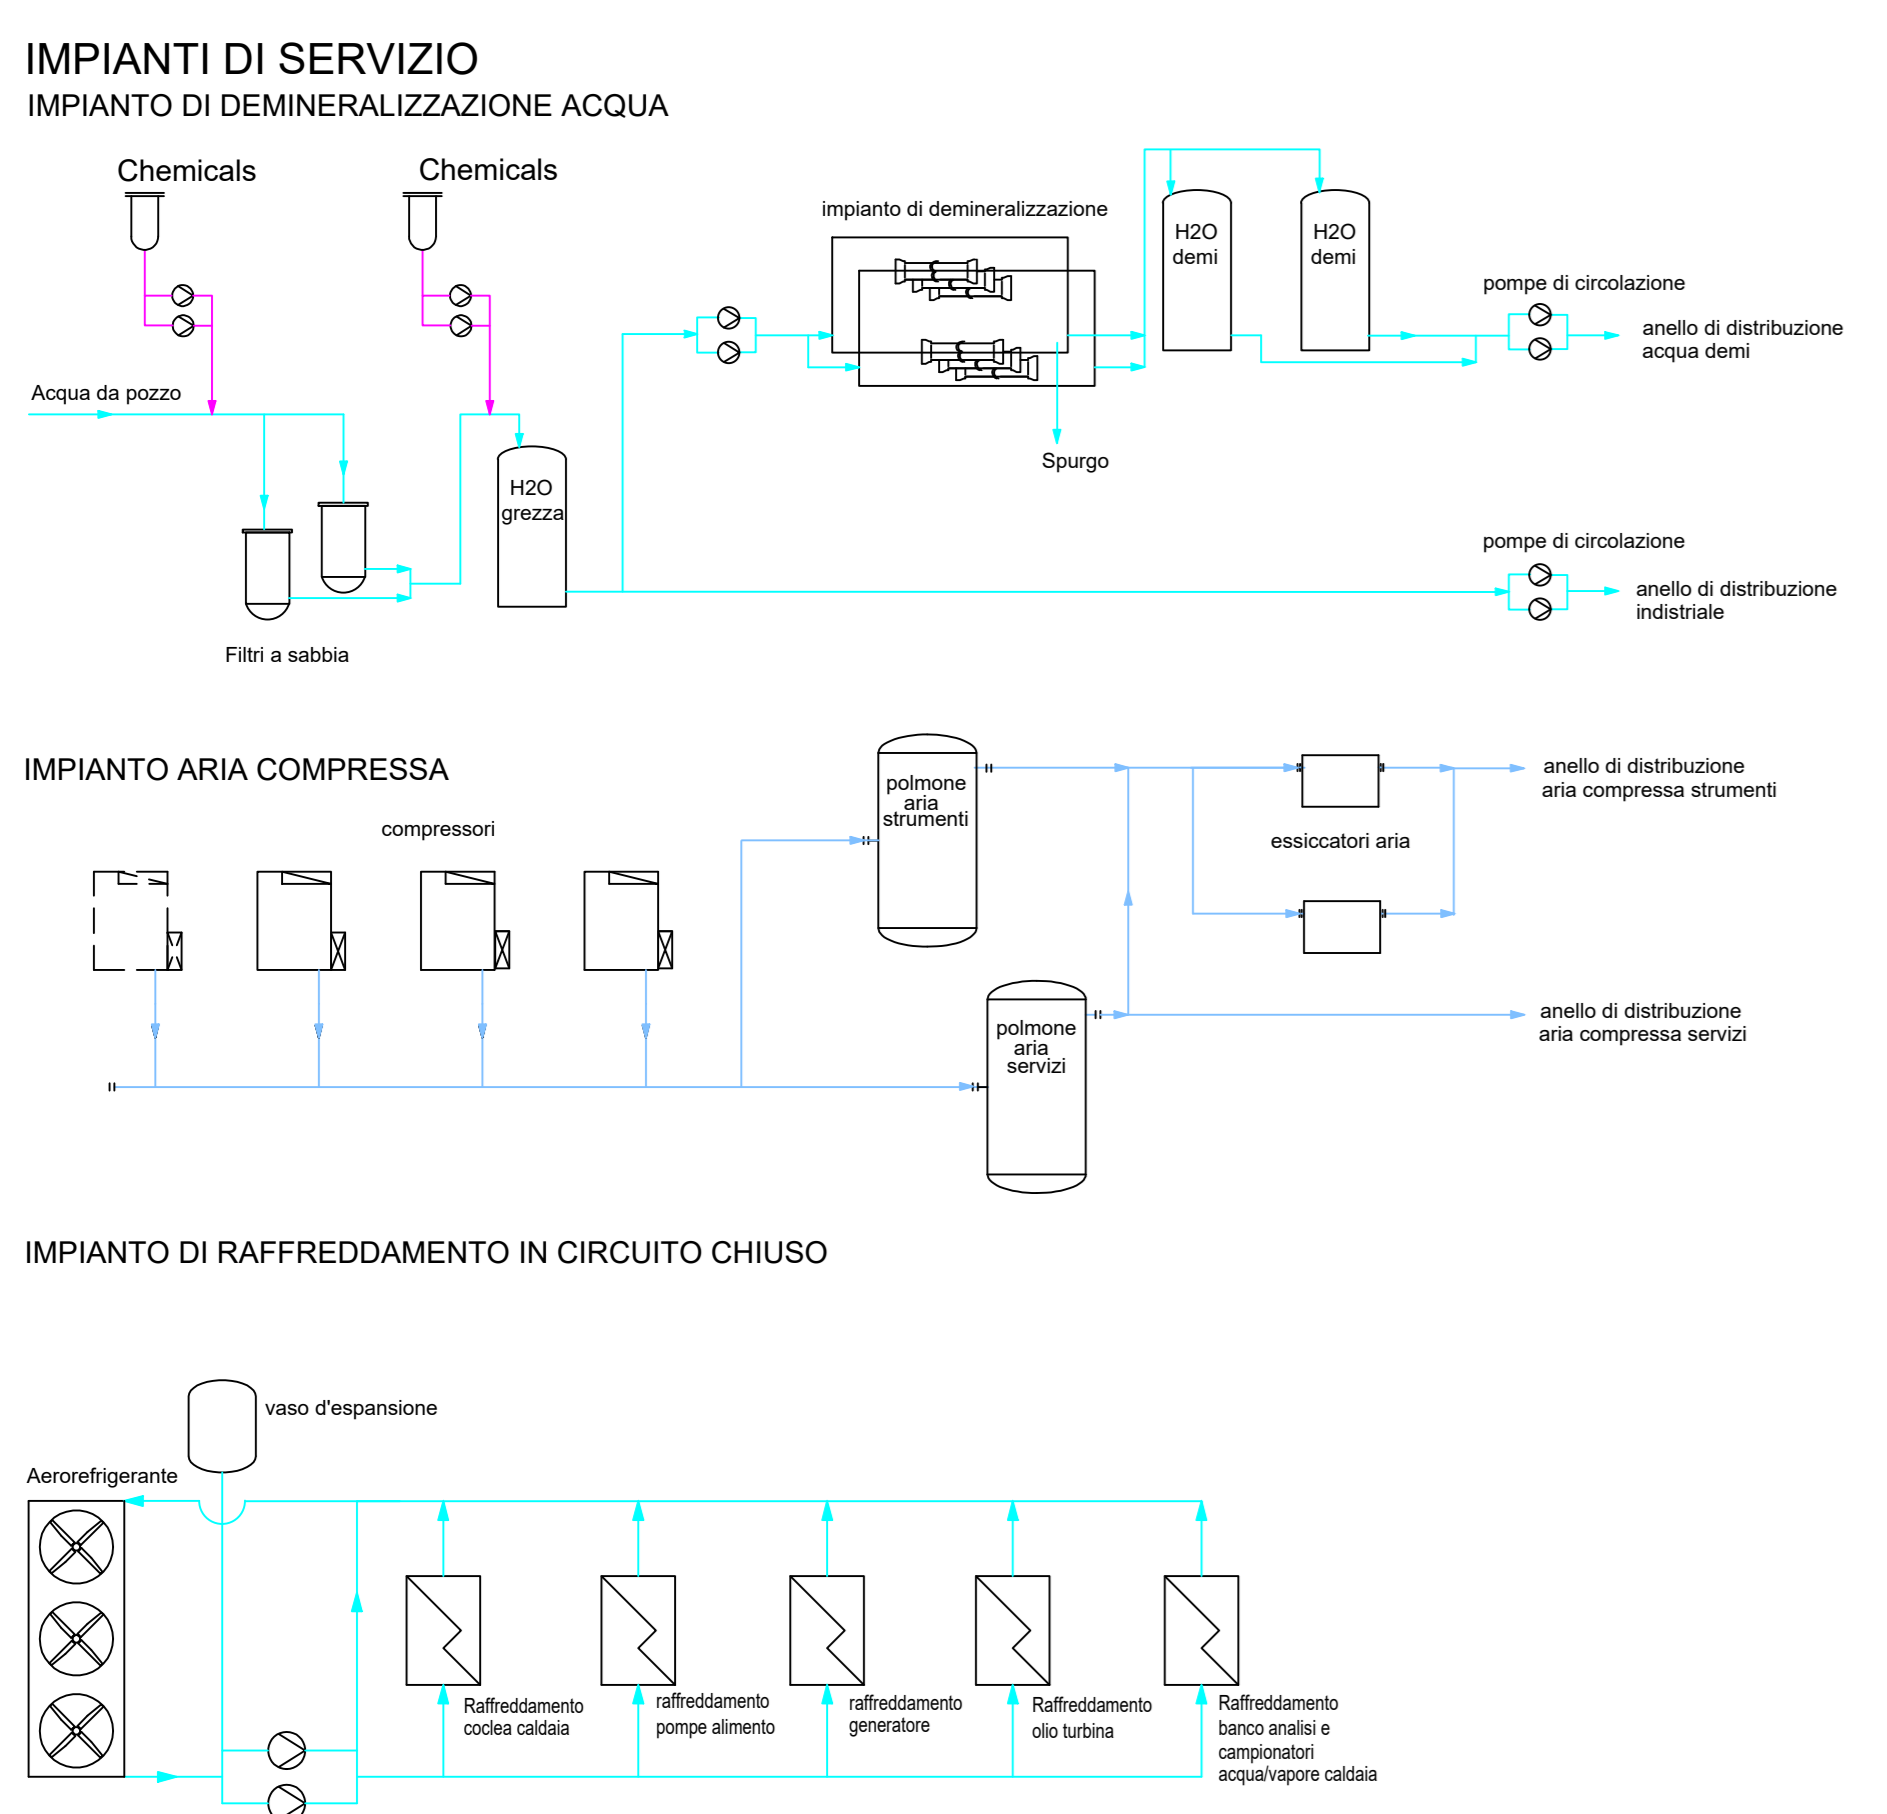 IMPIANTI DI SERVIZIO
IMPIANTO DI DEMINERALIZZAZIONE ACQUA
Chemicals
Chemicals
impianto di demineralizzazione
H2O
demi
H2O
demi
pompe di circolazione
anello di distribuzione
acqua demi
Acqua da pozzo
Spurgo
H2O
grezza
pompe di circolazione
anello di distribuzione
indistriale
Filtri a sabbia
IMPIANTO ARIA COMPRESSA
compressori
polmone
aria
strumenti
anello di distribuzione
aria compressa strumenti
essiccatori aria
polmone
aria
servizi
anello di distribuzione
aria compressa servizi
IMPIANTO DI RAFFREDDAMENTO IN CIRCUITO CHIUSO
vaso d'espansione
Aerorefrigerante
Raffreddamento
coclea caldaia
raffreddamento
pompe alimento
raffreddamento
generatore
Raffreddamento
olio turbina
Raffreddamento
banco analisi e
campionatori
acqua/vapore caldaia